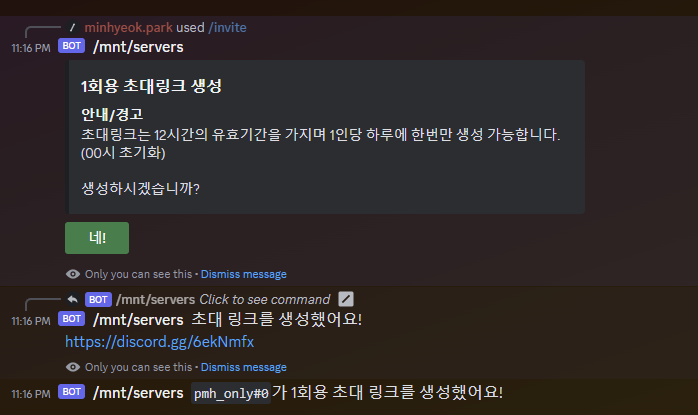 minhyeok.park used /invite
11:16 PM BOT /mnt/servers
1회용 초대링크 생성
안내/경고
초대링크는 12시간의 유효기간을 가지며 1인당 하루에 한번만 생성 가능합니다.
(00시 초기화)
생성하시겠습니까?
네!
Only you can see this • Dismiss message
BOT /mnt/servers Click to see command
11:16 PM BOT /mnt/servers 초대 링크를 생성했어요!
https://discord.gg/6ekNmfx
Only you can see this • Dismiss message
11:16 PM BOT /mnt/servers pmh_only#0가 1회용 초대 링크를 생성했어요!